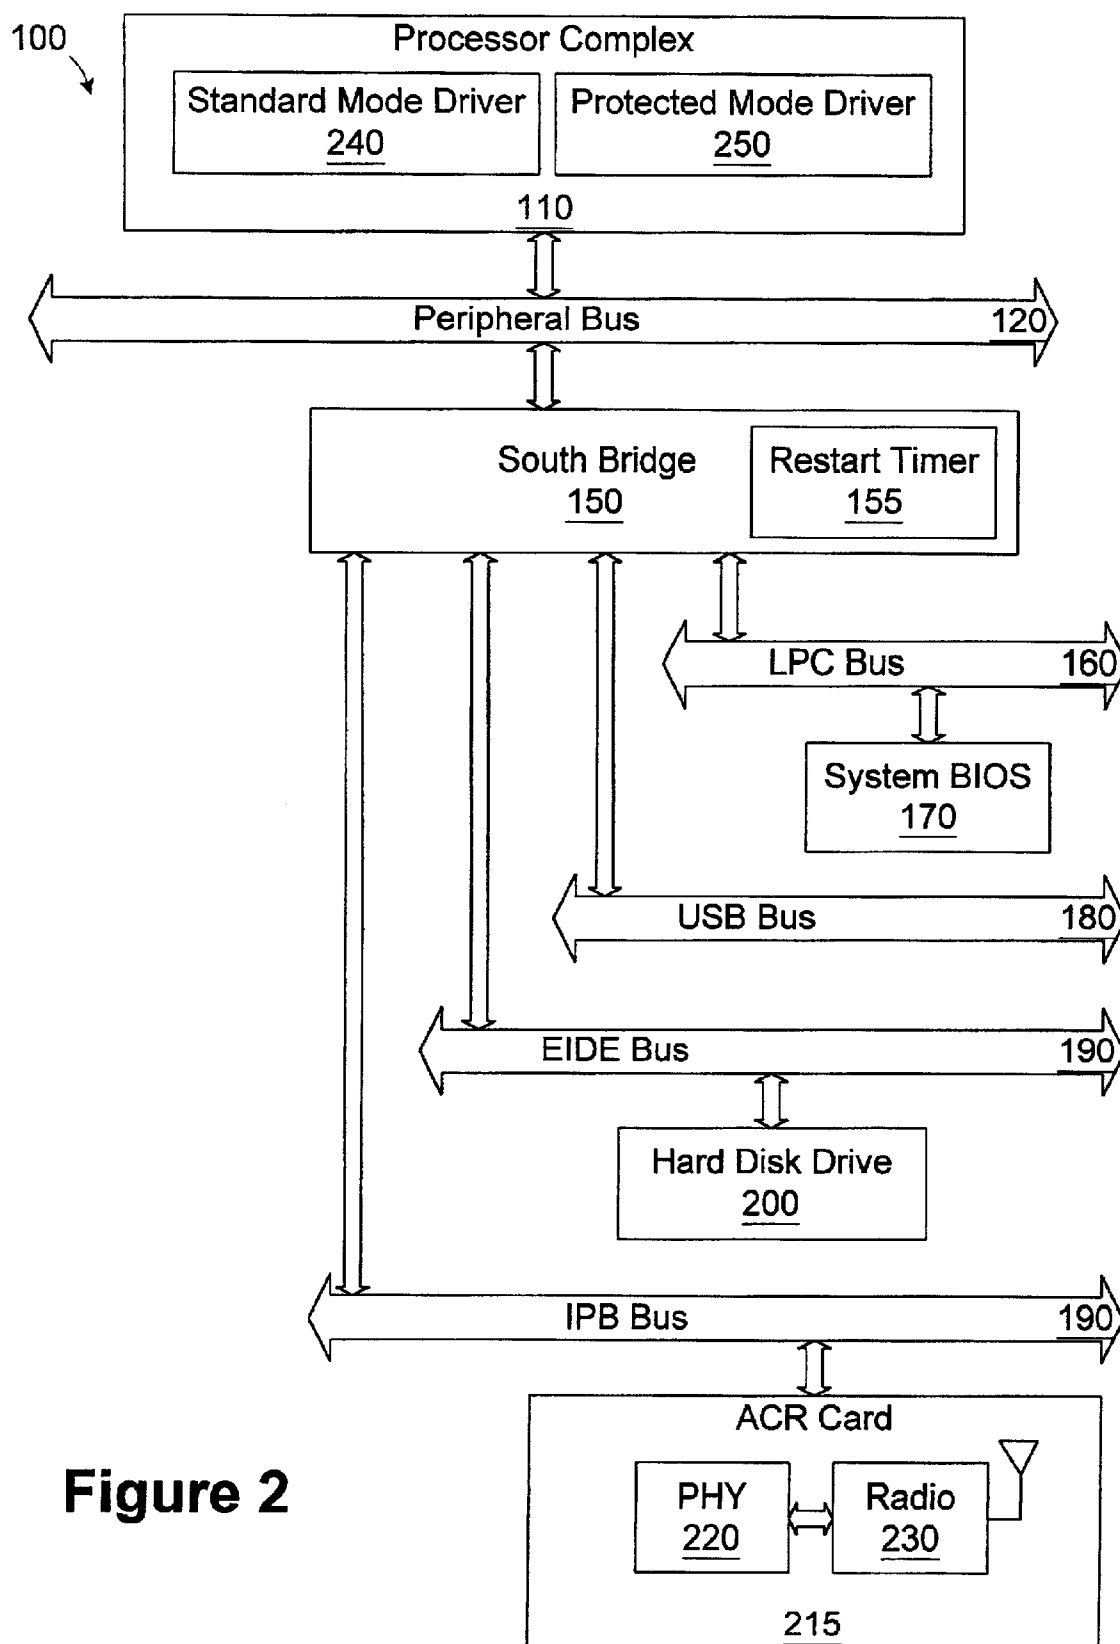 100
Processor Complex
Standard Mode Driver
240
Protected Mode Driver
250
110
Peripheral Bus
120
South Bridge
150
Restart Timer
155
LPC Bus
160
System BIOS
170
USB Bus
180
EIDE Bus
190
Hard Disk Drive
200
IPB Bus
190
ACR Card
PHY
220
Radio
230
215
Figure 2